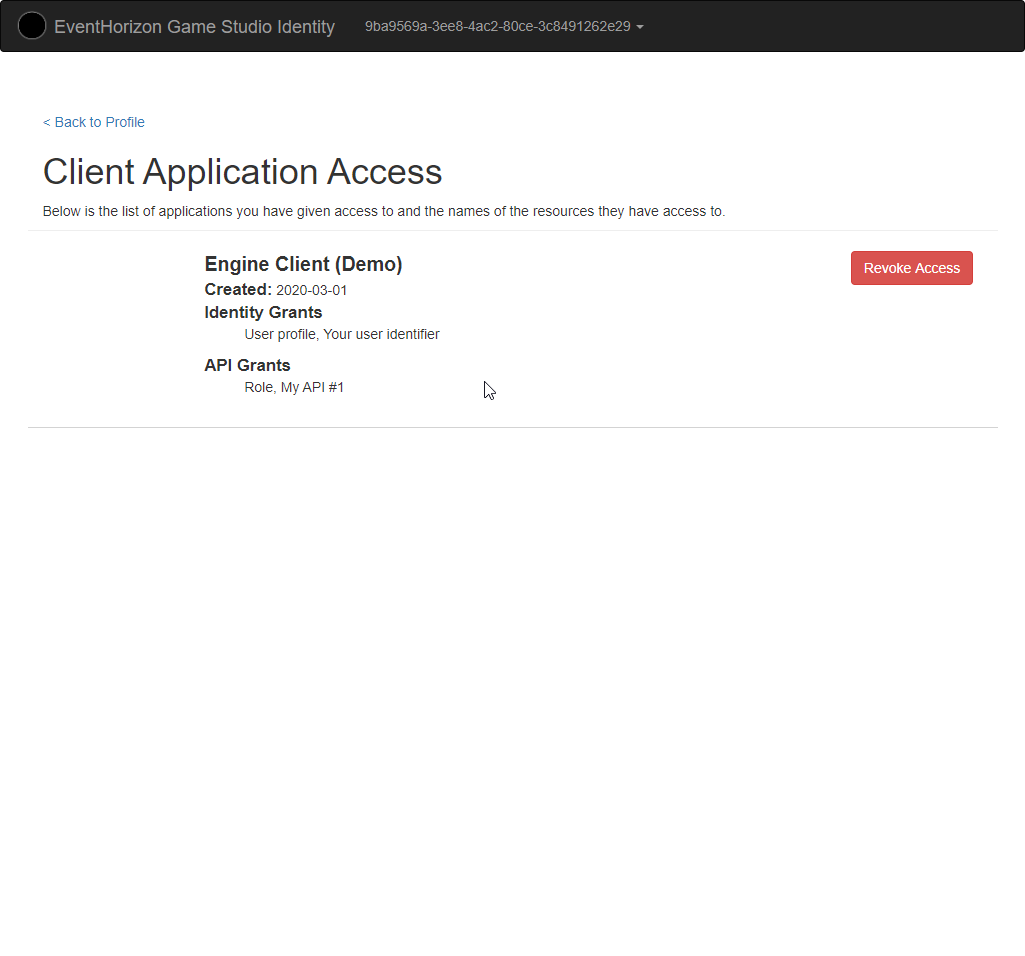 EventHorizon Game Studio Identity 9ba9569a-3ee8-4ac2-80ce-3c8491262e29
< Back to Profile
Client Application Access
Below is the list of applications you have given access to and the names of the resources they have access to.
Engine Client (Demo)
Revoke Access
Created: 2020-03-01
Identity Grants
User profile, Your user identifier
API Grants
Role, My API #1